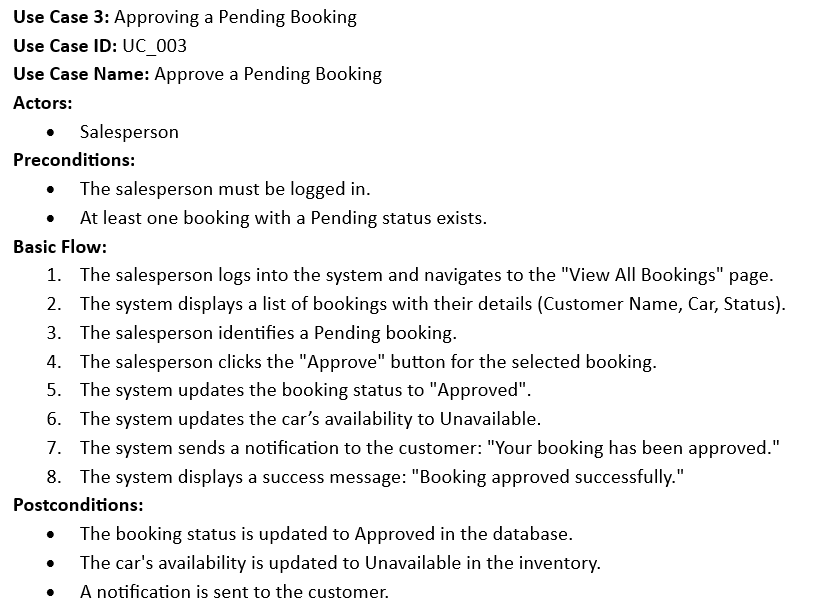 Use Case 3: Approving a Pending Booking
Use Case ID: UC_003
Use Case Name: Approve a Pending Booking
Actors:
• Salesperson
Preconditions:
• The salesperson must be logged in.
• At least one booking with a Pending status exists.
Basic Flow:
1. The salesperson logs into the system and navigates to the "View All Bookings" page.
2. The system displays a list of bookings with their details (Customer Name, Car, Status).
3. The salesperson identifies a Pending booking.
4. The salesperson clicks the "Approve" button for the selected booking.
5. The system updates the booking status to "Approved".
6. The system updates the car’s availability to Unavailable.
7. The system sends a notification to the customer: "Your booking has been approved."
8. The system displays a success message: "Booking approved successfully."
Postconditions:
• The booking status is updated to Approved in the database.
• The car's availability is updated to Unavailable in the inventory.
• A notification is sent to the customer.